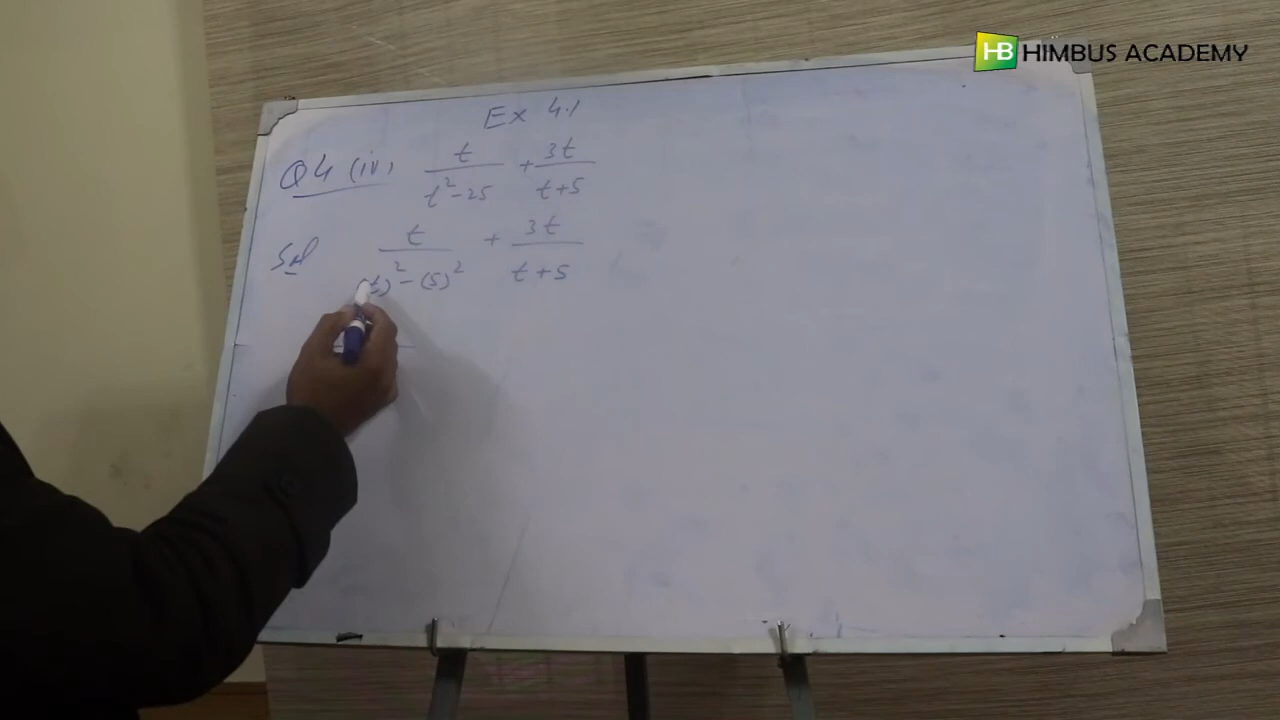 HB HIMBUS ACADEMY
Ex 4.1
Q4 (iv) t/(t²-25) + 3t/(t+5)
Sol t/((t)²-(5)²) + 3t/(t+5)